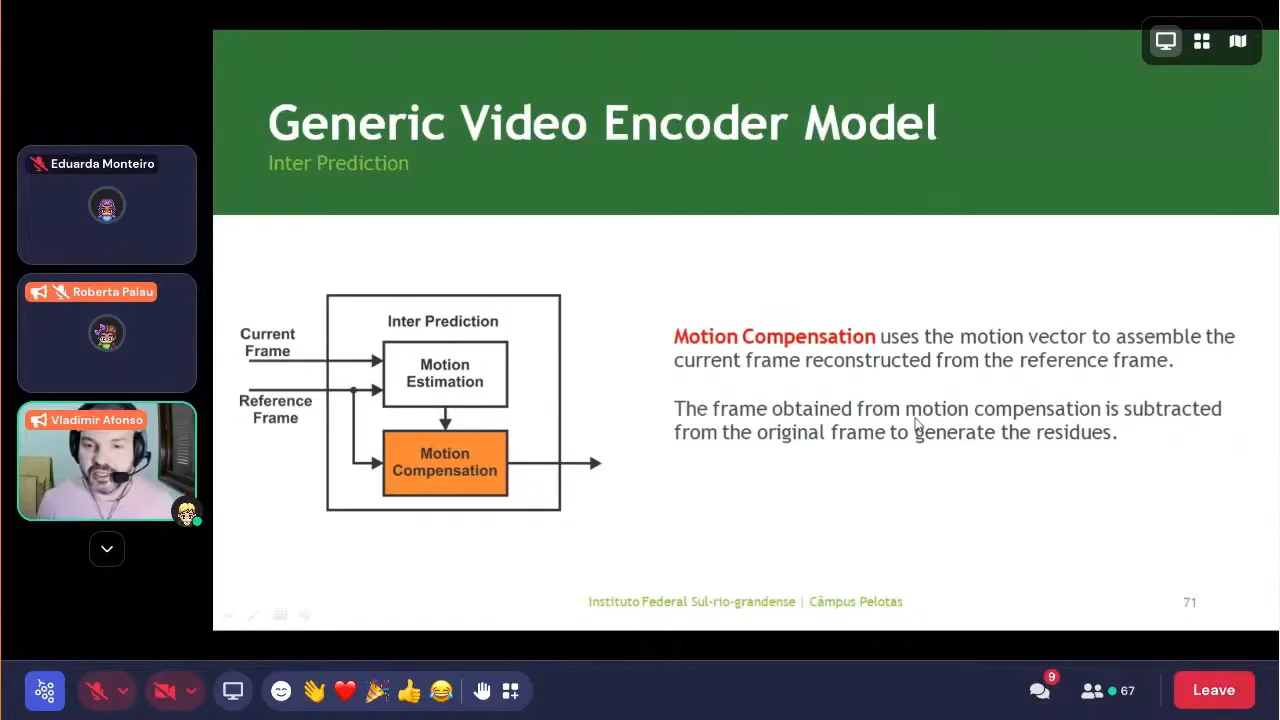 Generic Video Encoder Model
Inter Prediction
Eduarda Monteiro
Roberta Palau
Vladimir Afonso
Inter Prediction
Current
Frame
Motion
Estimation
Reference
Frame
Motion
Compensation
Motion Compensation uses the motion vector to assemble the
current frame reconstructed from the reference frame.
The frame obtained from motion compensation is subtracted
from the original frame to generate the residues.
Instituto Federal Sul-rio-grandense | Câmpus Pelotas
71
9
67
Leave